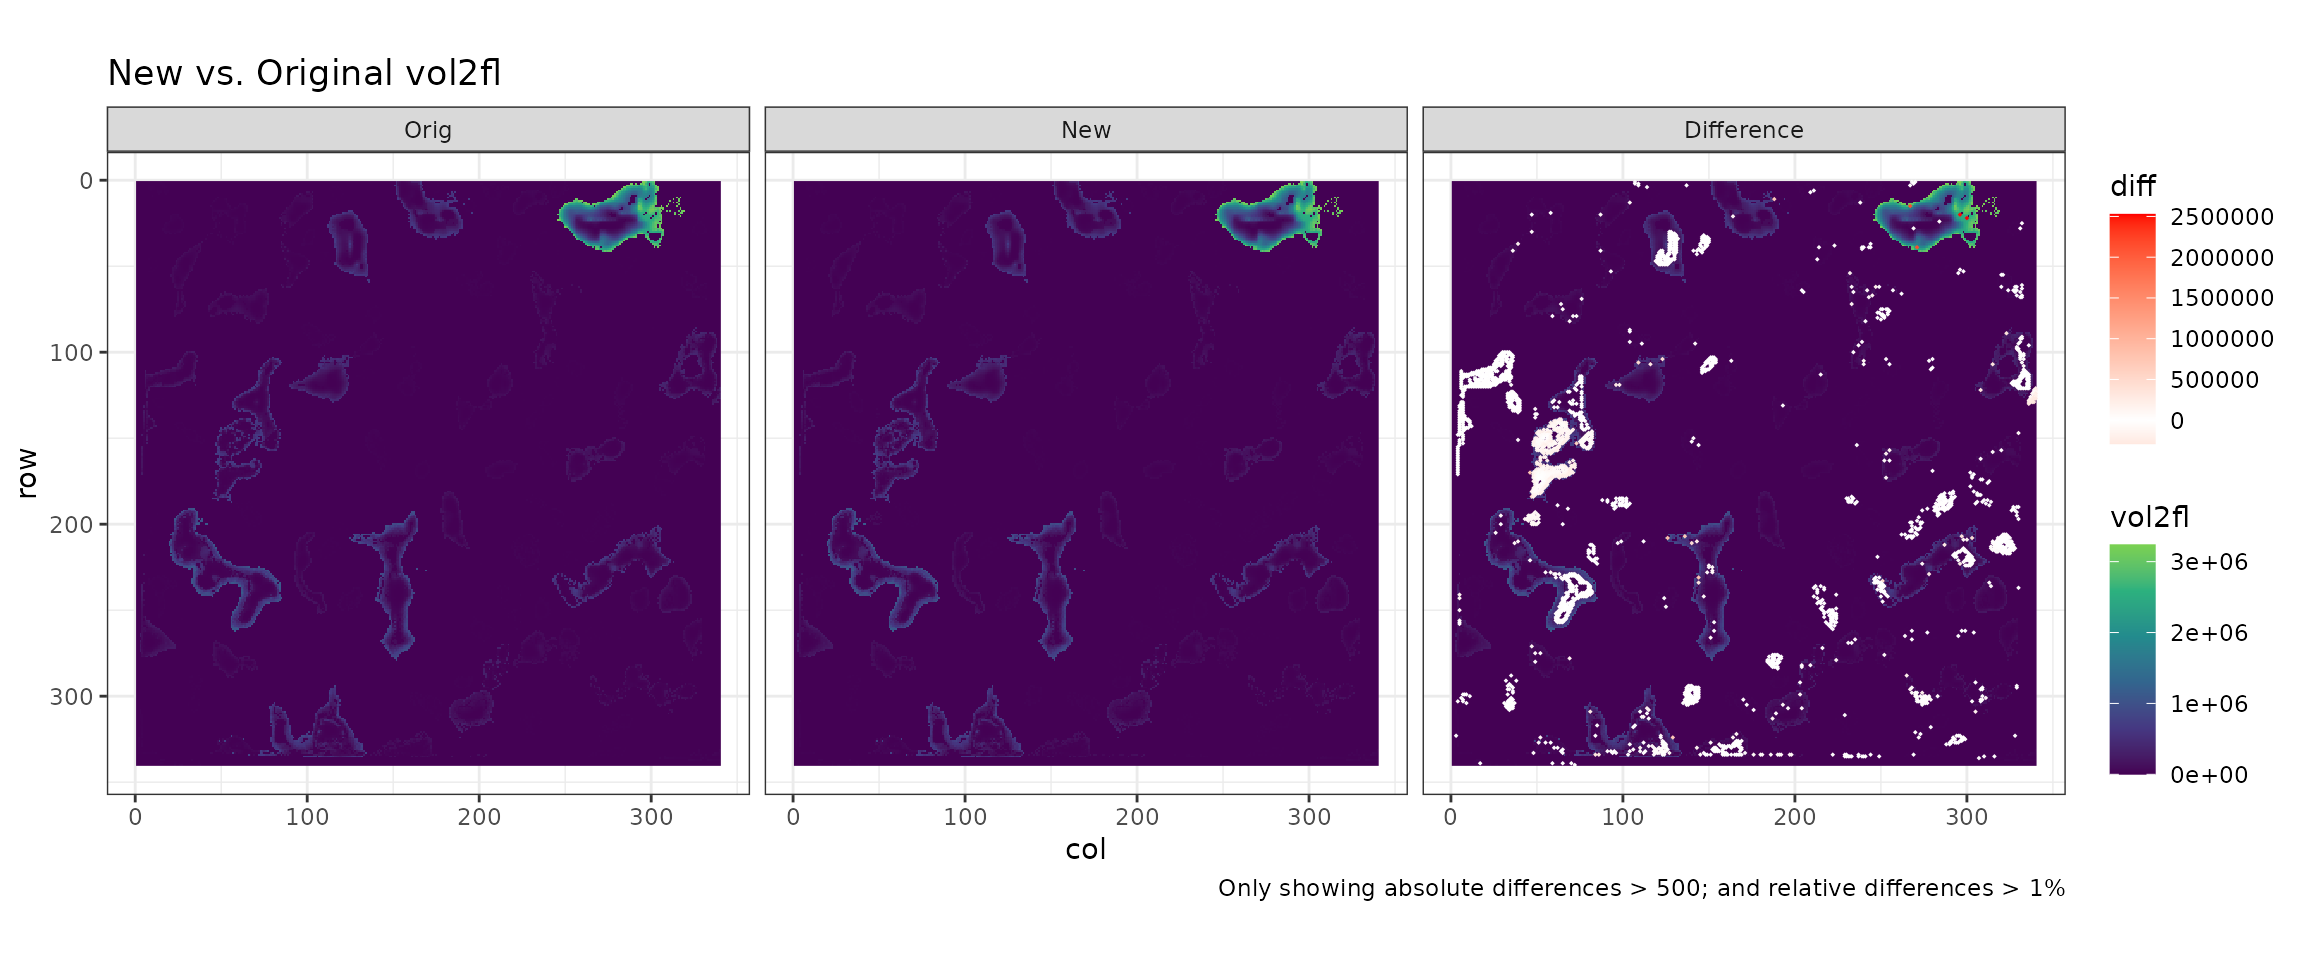 New vs. Original vol2fl
Orig
New
Difference
row
0
100
200
300
0
100
200
300
0
100
200
300
0
100
200
300
col
Only showing absolute differences > 500; and relative differences > 1%
diff
2500000
2000000
1500000
1000000
500000
0
vol2fl
3e+06
2e+06
1e+06
0e+00